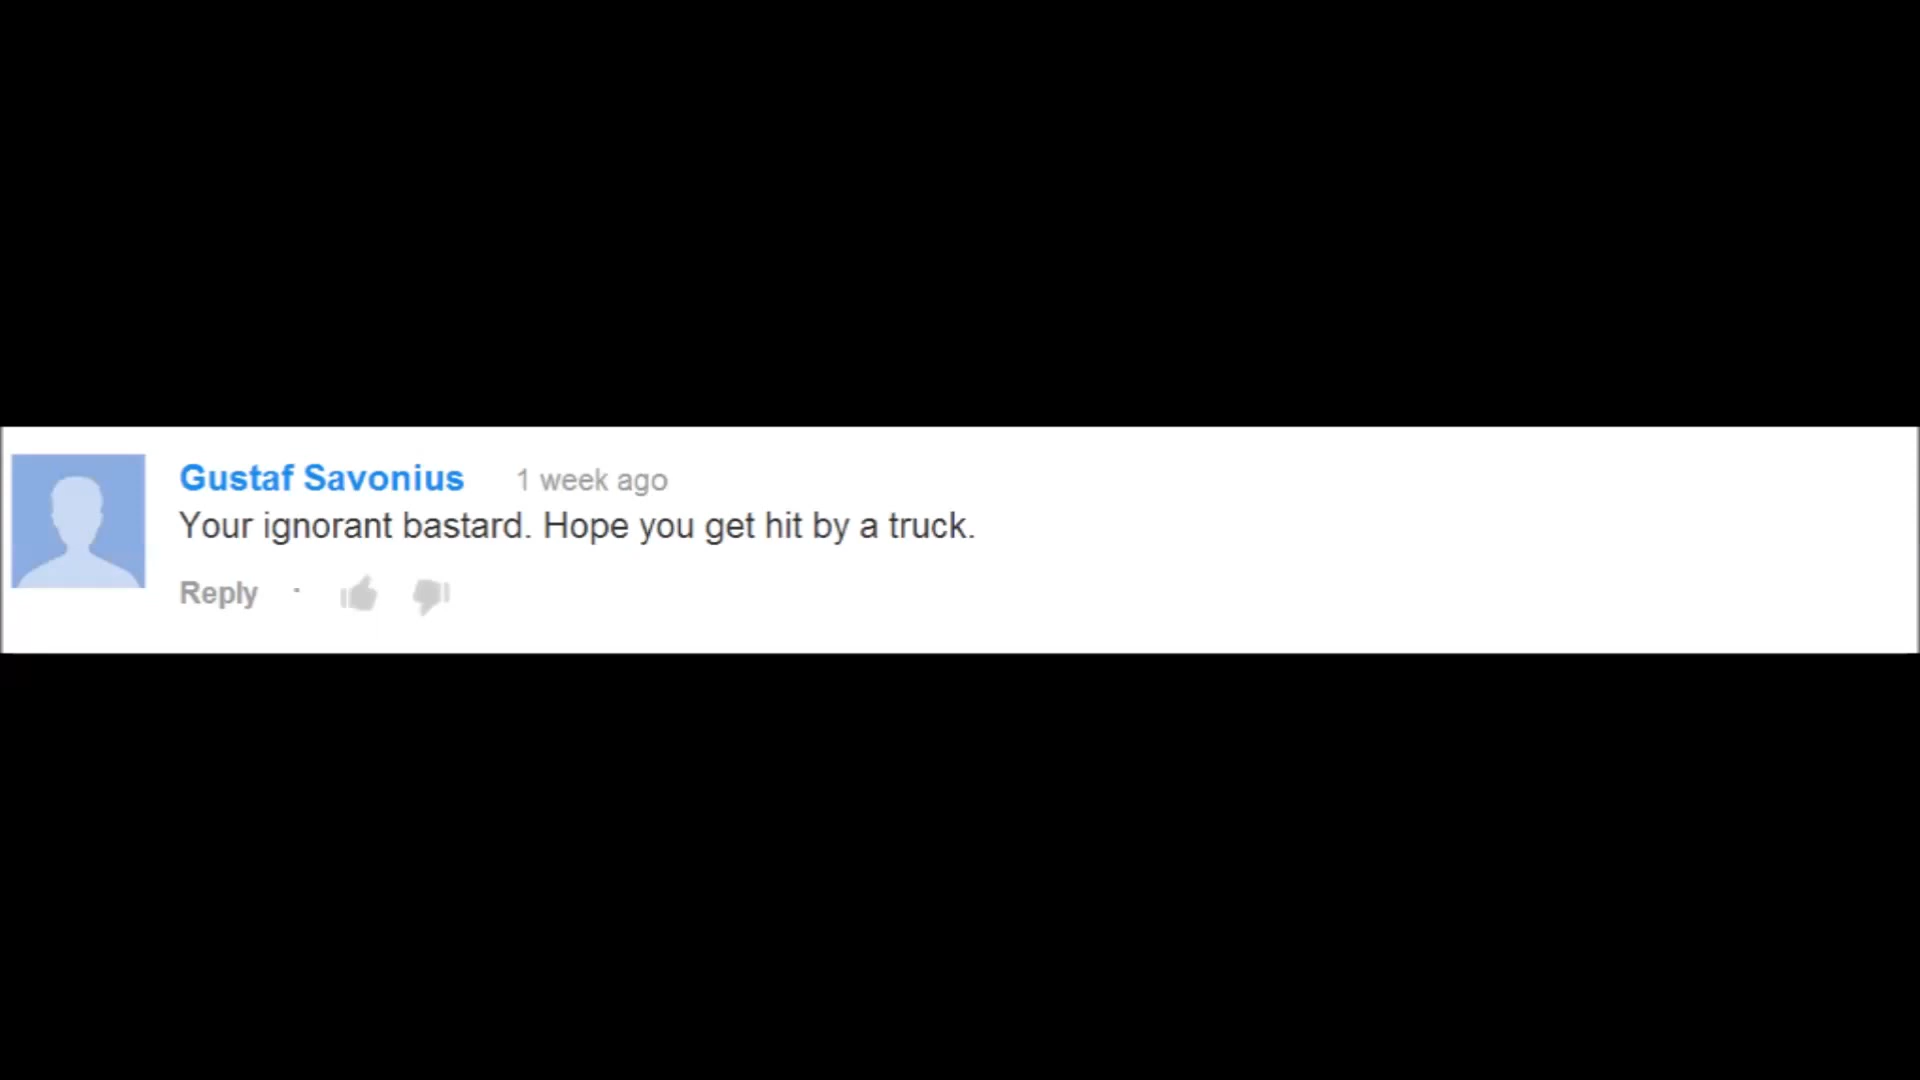 Gustaf Savonius 1 week ago
Your ignorant bastard. Hope you get hit by a truck.
Reply ·